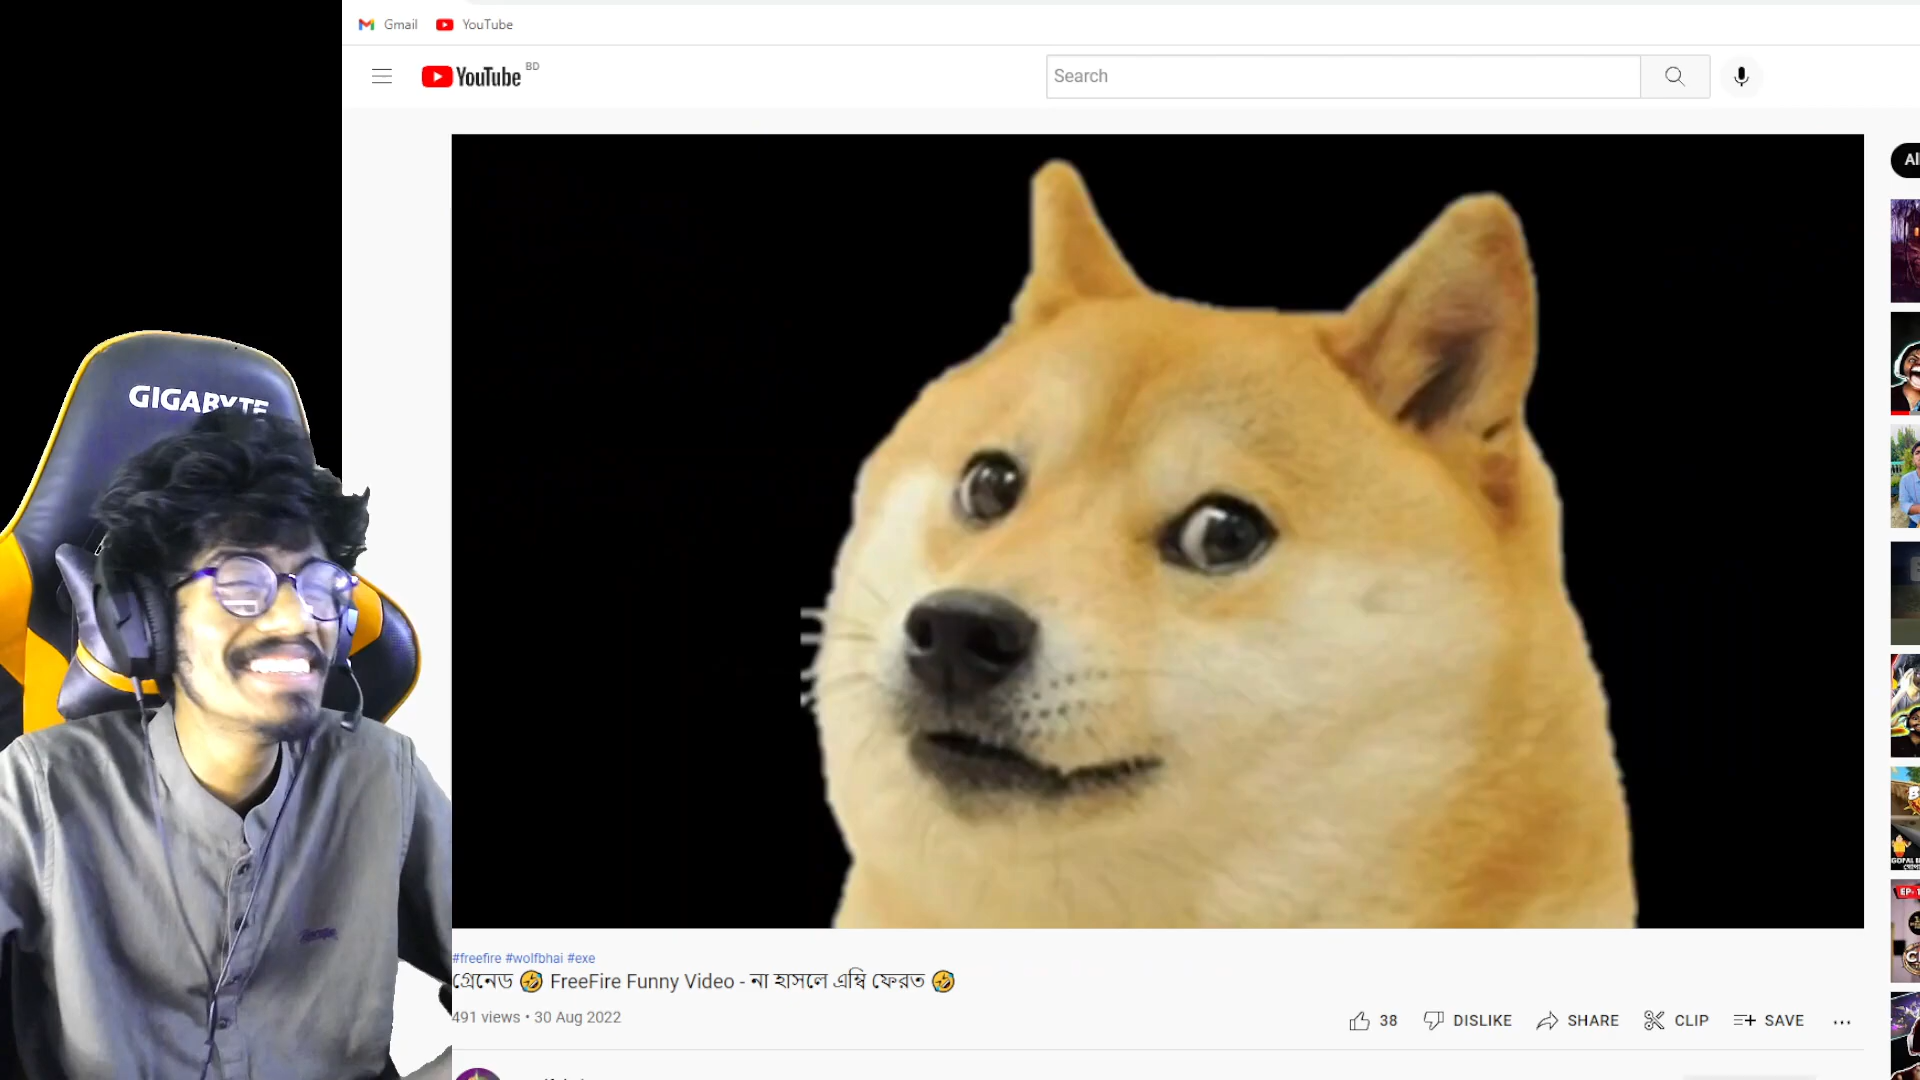 Gmail
YouTube
YouTube BD
Search
GIGABYTE
#freefire #wolfbhai #exe
গ্রেনেড 🤣 FreeFire Funny Video - না হাসলে এম্বি ফেরত 🤣
491 views • 30 Aug 2022
38
DISLIKE
SHARE
CLIP
SAVE